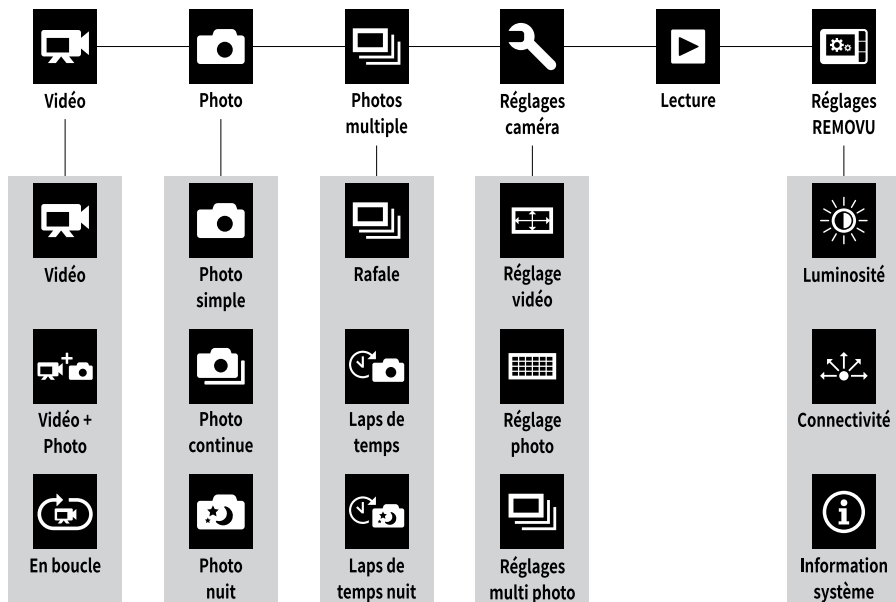 Vidéo
Photo
Photos
multiple
Réglages
caméra
Lecture
Réglages
REMOVU
Vidéo
Photo
simple
Rafale
Réglage
vidéo
Luminosité
Vidéo +
Photo
Photo
continue
Laps de
temps
Réglage
photo
Connectivité
En boucle
Photo
nuit
Laps de
temps nuit
Réglages
multi photo
Information
système